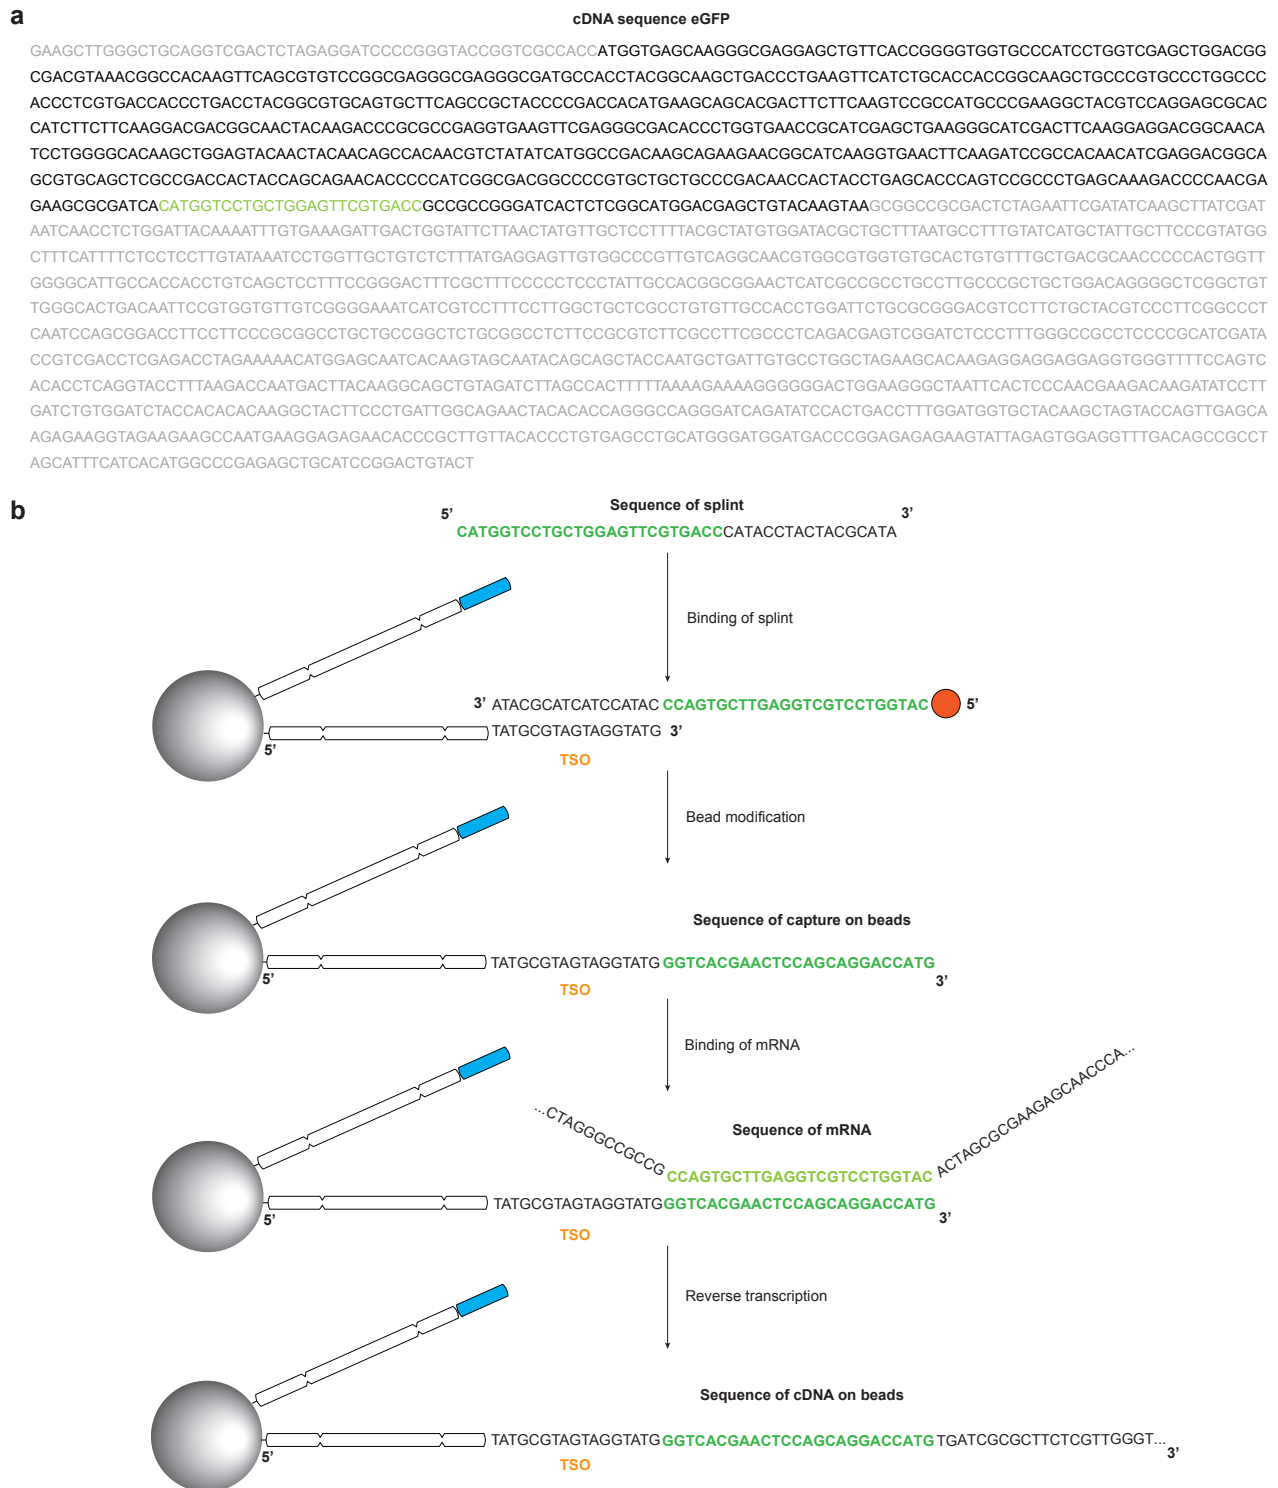 a
cDNA sequence eGFP
GAAGCTTGGGCTGCAGGTCGACTCTAGAGGATCCCCGGGTACCGGTCGCCACCATGGTGAGCAAGGGCGAGGAGCTGTTCACCGGGGTGGTGCCCATCCTGGTCGAGCTGGACGG
CGACGTAAACGGCCACAAGTTCAGCGTGTCCGGCGAGGGCGAGGGCGATGCCACCTACGGCAAGCTGACCCTGAAGTTCATCTGCACCACCGGCAAGCTGCCCGTGCCCTGGCCC
ACCCTCGTGACCACCCTGACCTACGGCGTGCAGTGCTTCAGCCGCTACCCCGACCACATGAAGCAGCACGACTTCTTCAAGTCCGCCATGCCCGAAGGCTACGTCCAGGAGCGCAC
CATCTTCTTCAAGGACGACGGCAACTACAAGACCCGCGCCGAGGTGAAGTTCGAGGGCGACACCCTGGTGAACCGCATCGAGCTGAAGGGCATCGACTTCAAGGAGGACGGCAACA
TCCTGGGGCACAAGCTGGAGTACAACTACAACAGCCACAACGTCTATATCATGGCCGACAAGCAGAAGAACGGCATCAAGGTGAACTTCAAGATCCGCCACAACATCGAGGACGGCA
GCGTGCAGCTCGCCGACCACTACCAGCAGAACACCCCCATCGGCGACGGCCCCGTGCTGCTGCCCGACAACCACTACCTGAGCACCCAGTCCGCCCTGAGCAAAGACCCCAACGA
GAAGCGCGATCACATGGTCCTGCTGGAGTTCGTGACCGCCGCCGGGATCACTCTCGGCATGGACGAGCTGTACAAGTAAGCGGCCGCGACTCTAGAATTCGATATCAAGCTTATCGAT
AATCAACCTCTGGATTACAAAATTTGTGAAAGATTGACTGGTATTCTTAACTATGTTGCTCCTTTTACGCTATGTGGATACGCTGCTTTAATGCCTTTGTATCATGCTATTGCTTCCCGTATGG
CTTTCATTTTCTCCTCCTTGTATAAATCCTGGTTGCTGTCTCTTTATGAGGAGTTGTGGCCCGTTGTCAGGCAACGTGGCGTGGTGTGCACTGTGTTTGCTGACGCAACCCCCACTGGTT
GGGGCATTGCCACCACCTGTCAGCTCCTTTCCGGGACTTTCGCTTTCCCCCTCCCTATTGCCACGGCGGAACTCATCGCCGCCTGCCTTGCCCGCTGCTGGACAGGGGCTCGGCTGT
TGGGCACTGACAATTCCGTGGTGTTGTCGGGGAAATCATCGTCCTTTCCTTGGCTGCTCGCCTGTGTTGCCACCTGGATTCTGCGCGGGACGTCCTTCTGCTACGTCCCTTCGGCCCT
CAATCCAGCGGACCTTCCTTCCCGCGGCCTGCTGCCGGCTCTGCGGCCTCTTCCGCGTCTTCGCCTTCGCCCTCAGACGAGTCGGATCTCCCTTTGGGCCGCCTCCCCGCATCGATA
CCGTCGACCTCGAGACCTAGAAAAACATGGAGCAATCACAAGTAGCAATACAGCAGCTACCAATGCTGATTGTGCCTGGCTAGAAGCACAAGAGGAGGAGGAGGTGGGTTTTCCAGTC
ACACCTCAGGTACCTTTAAGACCAATGACTTACAAGGCAGCTGTAGATCTTAGCCACTTTTTAAAAGAAAAGGGGGGACTGGAAGGGCTAATTCACTCCCAACGAAGACAAGATATCCTT
GATCTGTGGATCTACCACACACAAGGCTACTTCCCTGATTGGCAGAACTACACACCAGGGCCAGGGATCAGATATCCACTGACCTTTGGATGGTGCTACAAGCTAGTACCAGTTGAGCA
AGAGAAGGTAGAAGAAGCCAATGAAGGAGAGAACACCCGCTTGTTACACCCTGTGAGCCTGCATGGGATGGATGACCCGGAGAGAGAAGTATTAGAGTGGAGGTTTGACAGCCGCCT
AGCATTTCATCACATGGCCCGAGAGCTGCATCCGGACTGTACT
b
Sequence of splint
5' 3'
CATGGTCCTGCTGGAGTTCGTGACCCATACCTACTACGCATA
Binding of splint
3' ATACGCATCATCCATAC CCAGTGCTTGAGGTCGTCCTGGTAC 5'
5' TATGCGTAGTAGGTATG 3'
TSO
Bead modification
Sequence of capture on beads
TATGCGTAGTAGGTATG GGTCACGAACTCCAGCAGGACCATG
5' 3'
TSO
Binding of mRNA
...CTAGGGCCGCCG
Sequence of mRNA
ACTAGCGCGAAGAGCAACCCA...
CCAGTGCTTGAGGTCGTCCTGGTAC
TATGCGTAGTAGGTATGGGTCACGAACTCCAGCAGGACCATG
5' 3'
TSO
Reverse transcription
Sequence of cDNA on beads
TATGCGTAGTAGGTATGGGTCACGAACTCCAGCAGGACCATGTGATCGCGCTTCTCGTTGGGT...
5' 3'
TSO